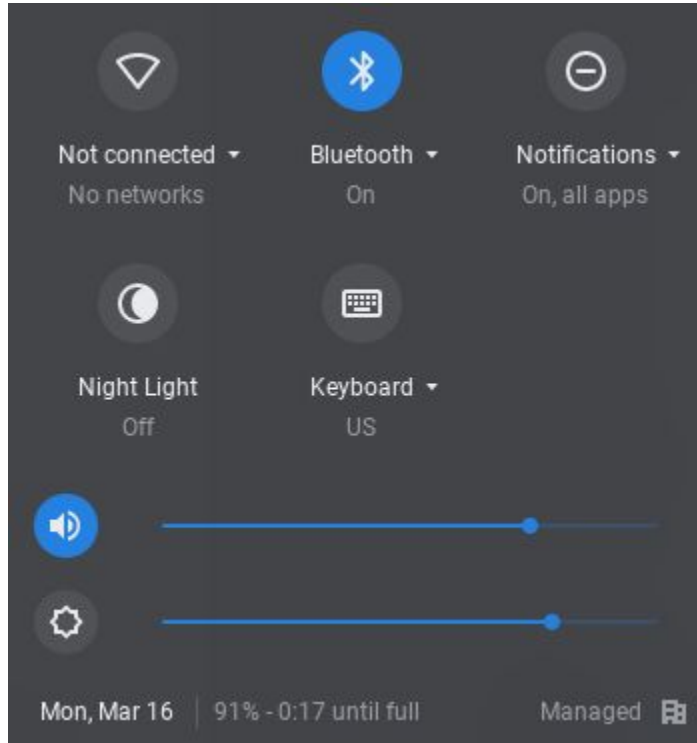 Not connected Bluetooth Notifications
No networks On On, all apps
Night Light Keyboard
Off US
Mon, Mar 16 91% - 0:17 until full Managed